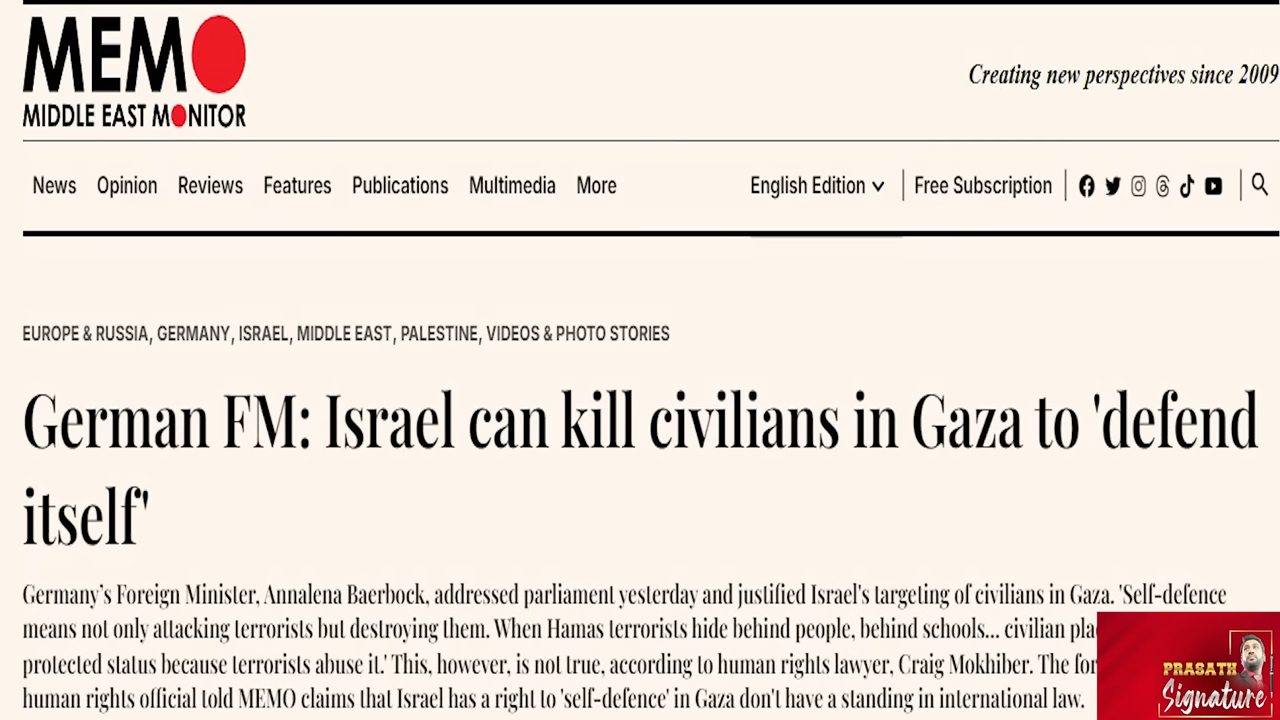 MEMO
MIDDLE EAST MONITOR
Creating new perspectives since 2009
News Opinion Reviews Features Publications Multimedia More English Edition Free Subscription
EUROPE & RUSSIA, GERMANY, ISRAEL, MIDDLE EAST, PALESTINE, VIDEOS & PHOTO STORIES
German FM: Israel can kill civilians in Gaza to 'defend
itself'
Germany’s Foreign Minister, Annalena Baerbock, addressed parliament yesterday and justified Israel's targeting of civilians in Gaza. 'Self-defence
means not only attacking terrorists but destroying them. When Hamas terrorists hide behind people, behind schools... civilian
protected status because terrorists abuse it.' This, however, is not true, according to human rights lawyer, Craig Mokhiber. The
human rights official told MEMO claims that Israel has a right to 'self-defence' in Gaza don't have a standing in international law.
PRASATH
Signature